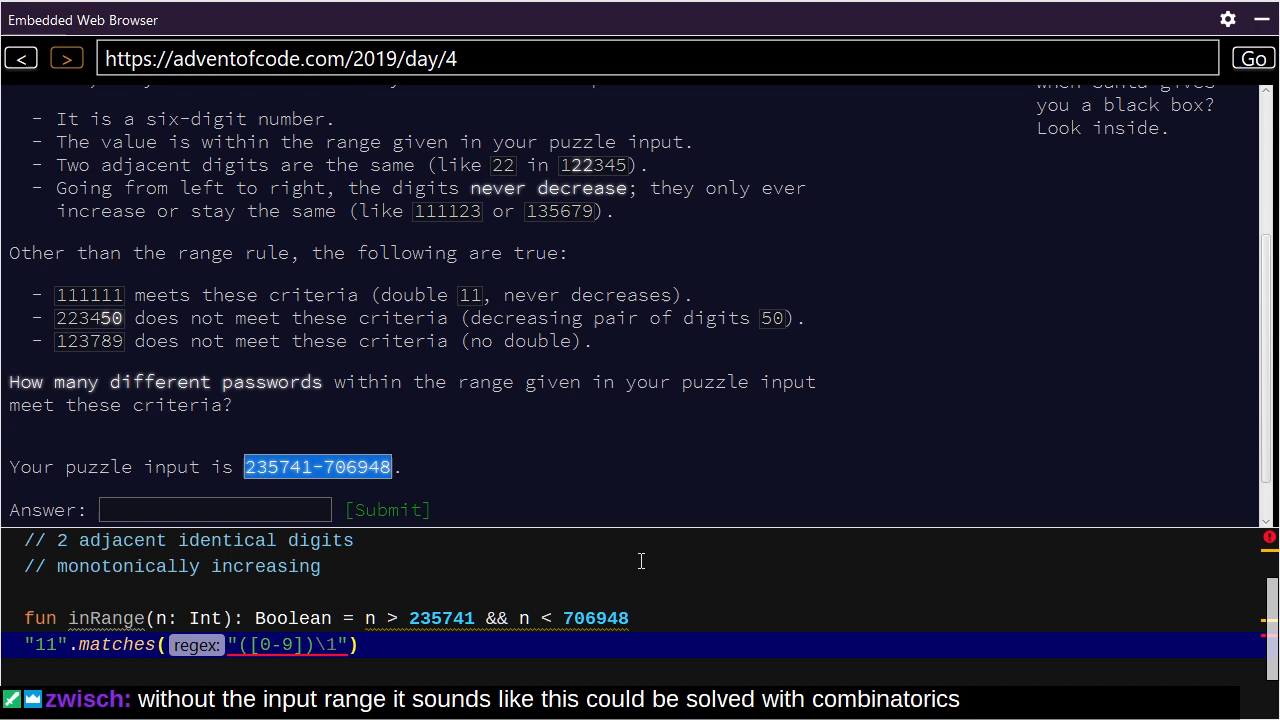 Embedded Web Browser
< > https://adventofcode.com/2019/day/4 Go
you a black box?
Look inside.
- It is a six-digit number.
- The value is within the range given in your puzzle input.
- Two adjacent digits are the same (like 22 in 122345).
- Going from left to right, the digits never decrease; they only ever
increase or stay the same (like 111123 or 135679).
Other than the range rule, the following are true:
- 111111 meets these criteria (double 11, never decreases).
- 223450 does not meet these criteria (decreasing pair of digits 50).
- 123789 does not meet these criteria (no double).
How many different passwords within the range given in your puzzle input
meet these criteria?
Your puzzle input is 235741-706948.
Answer: [Submit]
// 2 adjacent identical digits
// monotonically increasing
fun inRange(n: Int): Boolean = n > 235741 && n < 706948
"11".matches( regex: "([0-9])\1")
zwisch: without the input range it sounds like this could be solved with combinatorics